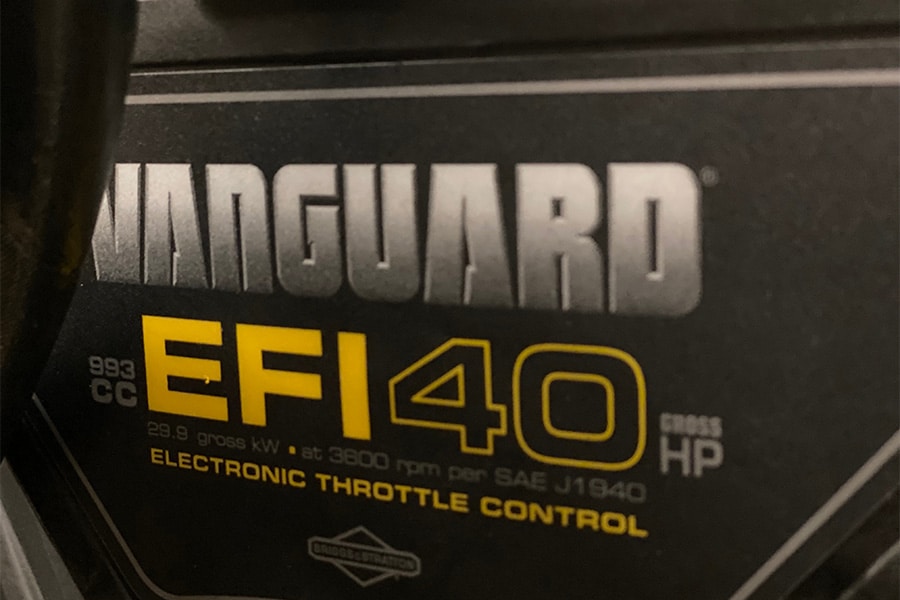 VANGUARD®
EFI 40
993
CC
GROSS
HP
29.9 gross kW • at 3600 rpm per SAE J1940
ELECTRONIC THROTTLE CONTROL
BRIGGS & STRATTON